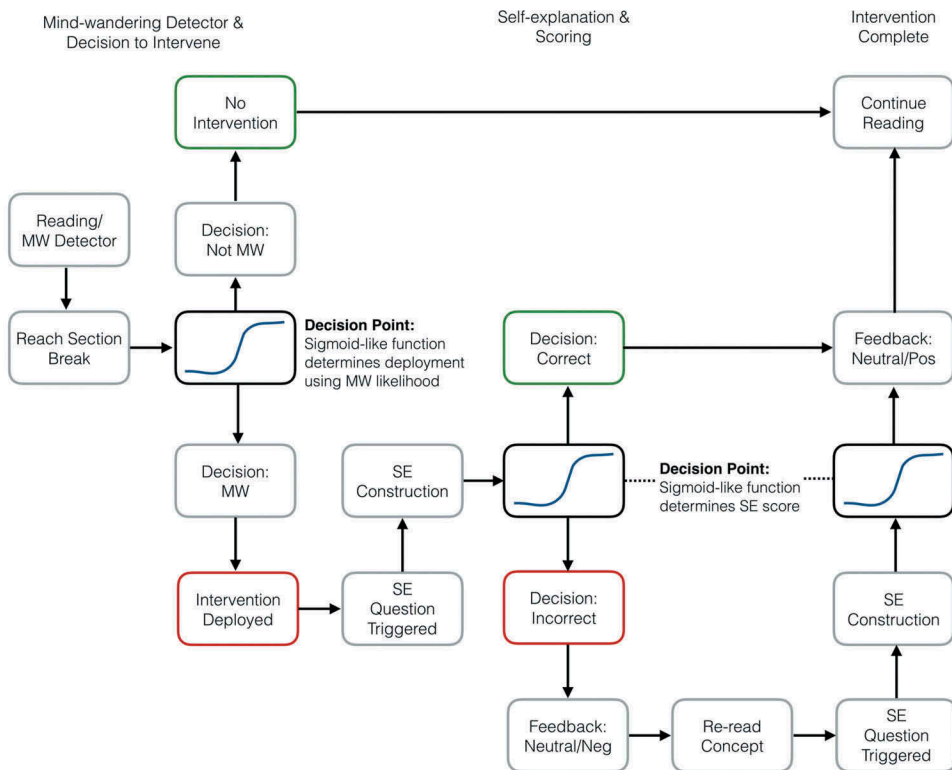 Mind-wandering Detector &
Decision to Intervene
Self-explanation &
Scoring
Intervention
Complete
No
Intervention
Continue
Reading
Reading/
MW Detector
Decision:
Not MW
Reach Section
Break
Decision Point:
Sigmoid-like function
determines deployment
using MW likelihood
Decision:
Correct
Feedback:
Neutral/Pos
Decision:
MW
SE
Construction
Decision Point:
Sigmoid-like function
determines SE score
Intervention
Deployed
SE
Question
Triggered
Decision:
Incorrect
SE
Construction
Feedback:
Neutral/Neg
Re-read
Concept
SE
Question
Triggered